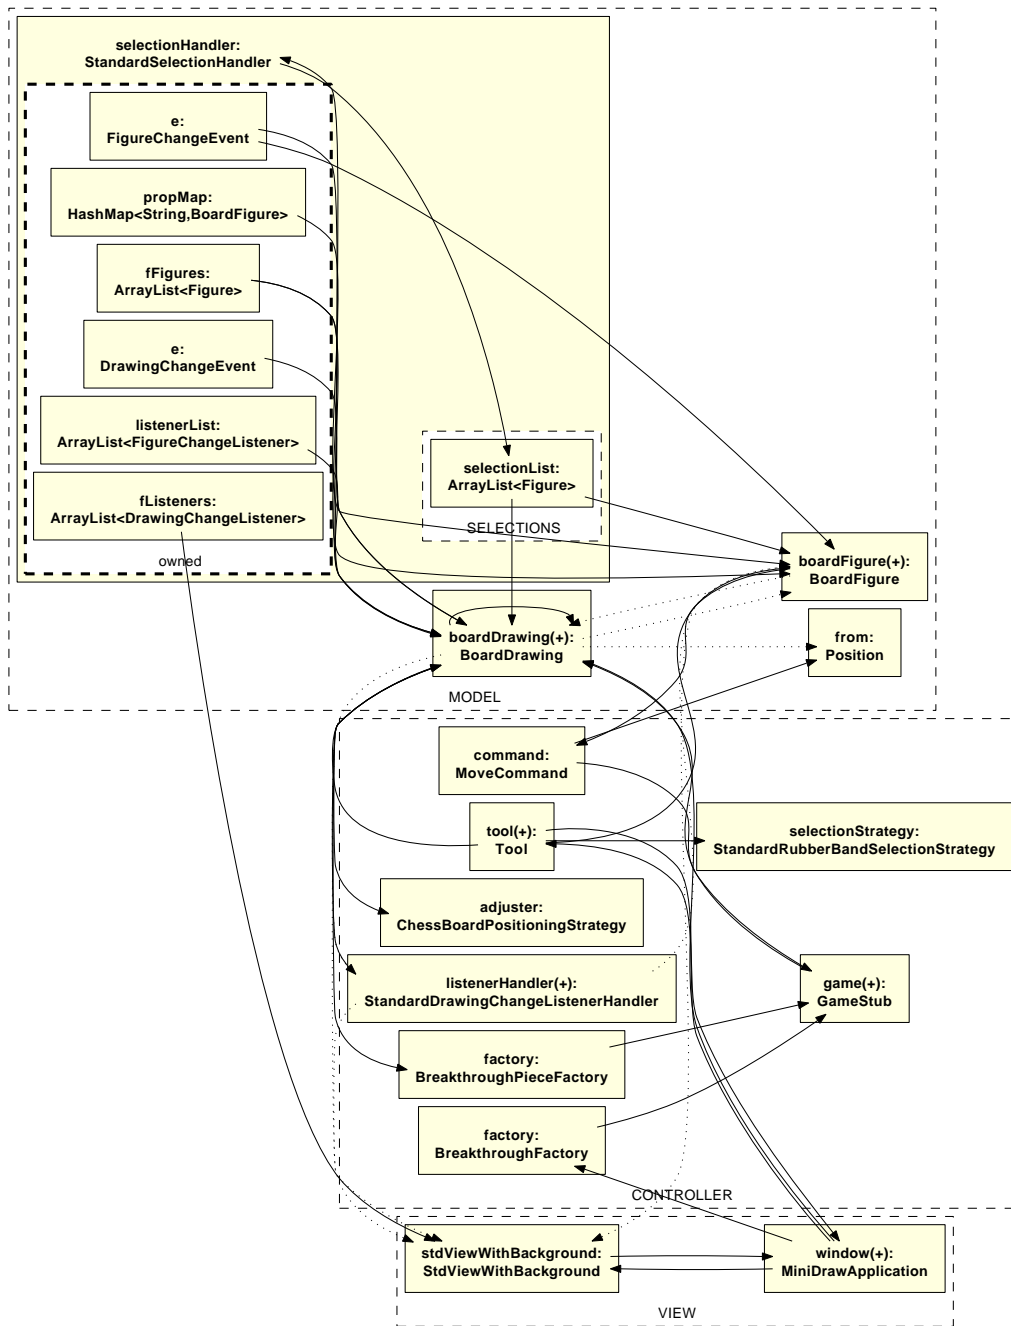 selectionHandler:
StandardSelectionHandler
e:
FigureChangeEvent
propMap:
HashMap<String,BoardFigure>
fFigures:
ArrayList<Figure>
e:
DrawingChangeEvent
listenerList:
ArrayList<FigureChangeListener>
fListeners:
ArrayList<DrawingChangeListener>
owned
selectionList:
ArrayList<Figure>
SELECTIONS
boardFigure(+):
BoardFigure
boardDrawing(+):
BoardDrawing
from:
Position
MODEL
command:
MoveCommand
tool(+):
Tool
selectionStrategy:
StandardRubberBandSelectionStrategy
adjuster:
ChessBoardPositioningStrategy
listenerHandler(+):
StandardDrawingChangeListenerHandler
game(+):
GameStub
factory:
BreakthroughPieceFactory
factory:
BreakthroughFactory
CONTROLLER
stdViewWithBackground:
StdViewWithBackground
window(+):
MiniDrawApplication
VIEW